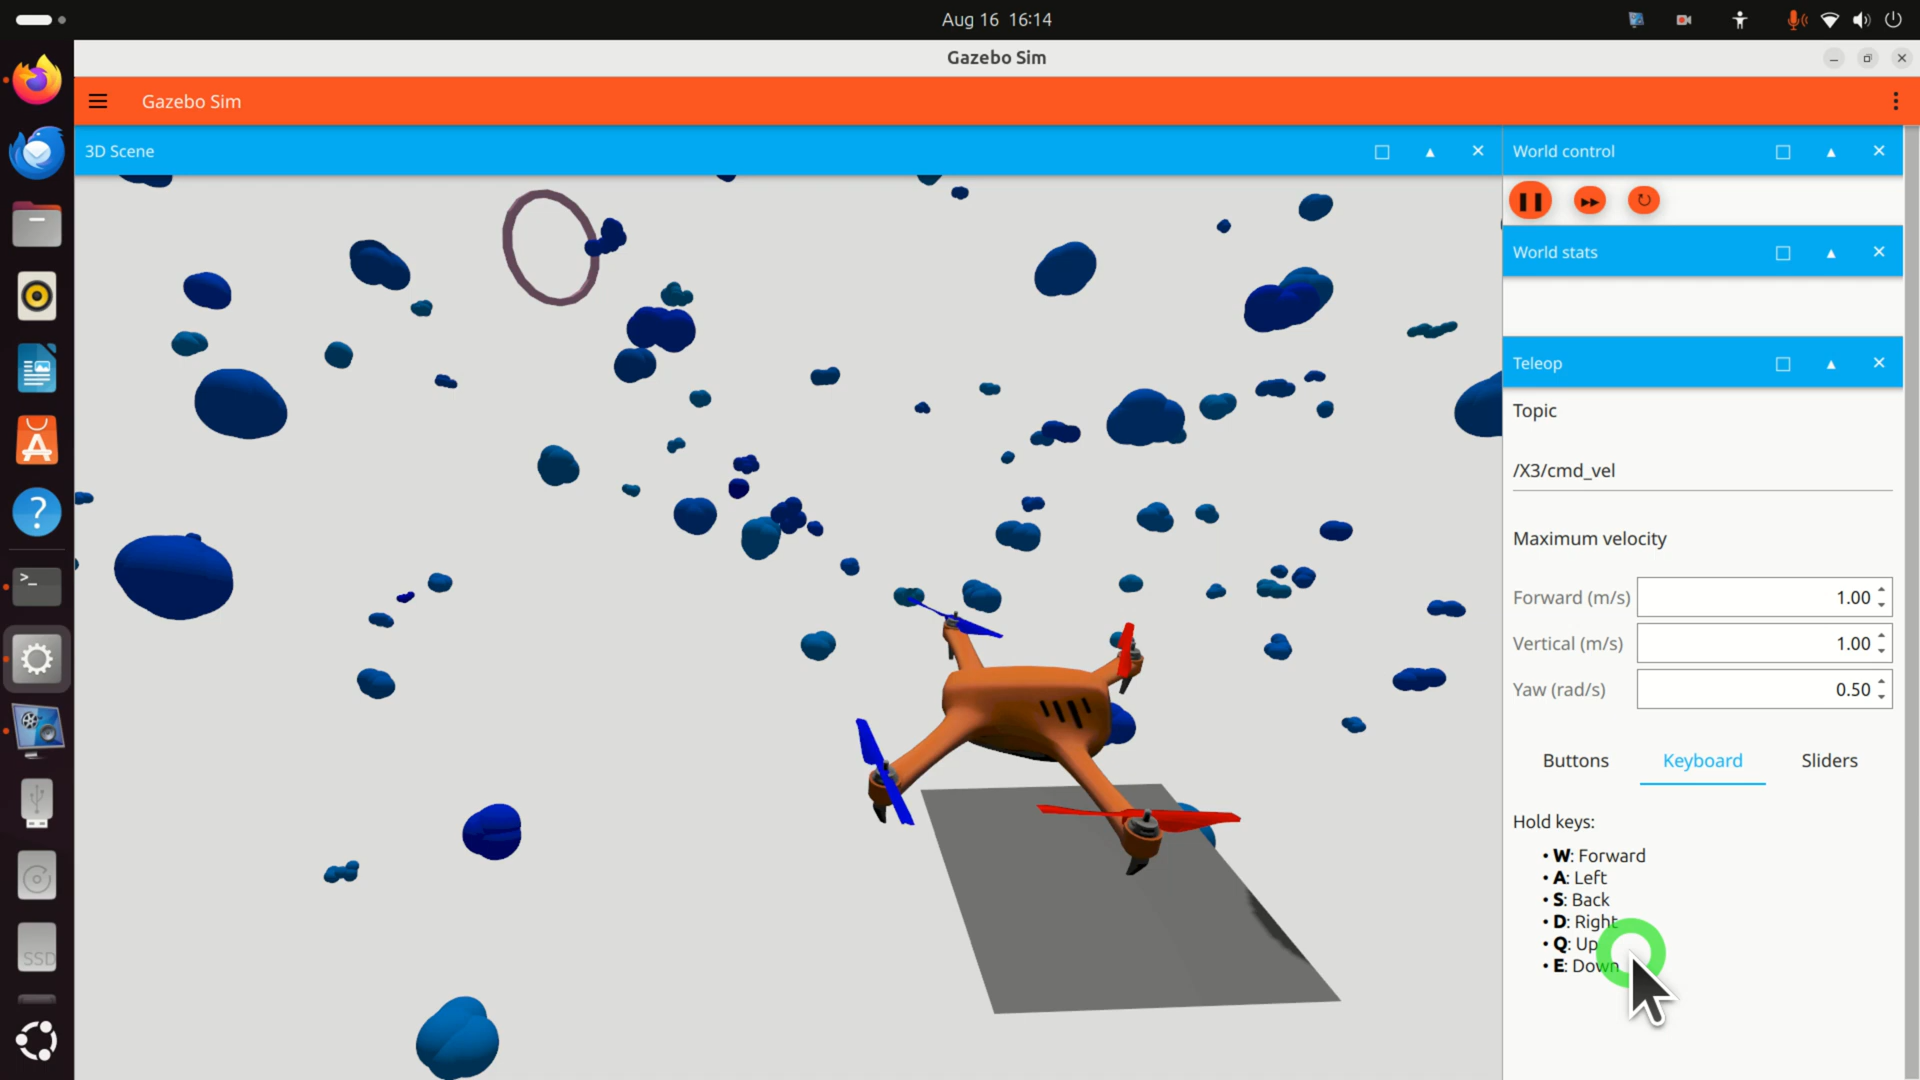 Aug 16 16:14
Gazebo Sim
Gazebo Sim
3D Scene
World control
World stats
Teleop
Topic
/X3/cmd_vel
Maximum velocity
Forward (m/s) 1.00
Vertical (m/s) 1.00
Yaw (rad/s) 0.50
Buttons Keyboard Sliders
Hold keys:
• W: Forward
• A: Left
• S: Back
• D: Right
• Q: Up
• E: Down
SSD